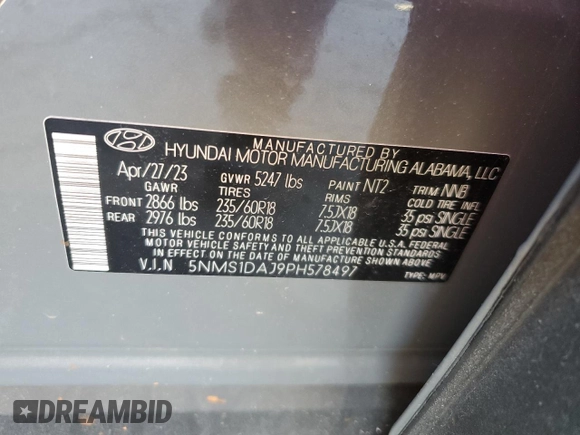 MANUFACTURED BY
HYUNDAI MOTOR MANUFACTURING ALABAMA, LLC
Apr/27/23 GVWR 5247 lbs PAINT NT2 TRIM NNB
GAWR TIRES RIMS COLD TIRE INFL
FRONT 2866 lbs 235/60R18 7.5JX18 35 psi SINGLE
REAR 2976 lbs 235/60R18 7.5JX18 35 psi SINGLE
THIS VEHICLE CONFORMS TO ALL APPLICABLE U.S.A. FEDERAL
MOTOR VEHICLE SAFETY AND THEFT PREVENTION STANDARDS
IN EFFECT ON THE DATE OF MANUFACTURE SHOWN ABOVE.
V.I.N 5NMS1DAJ9PH578497 TYPE: MPV
DREAMBID